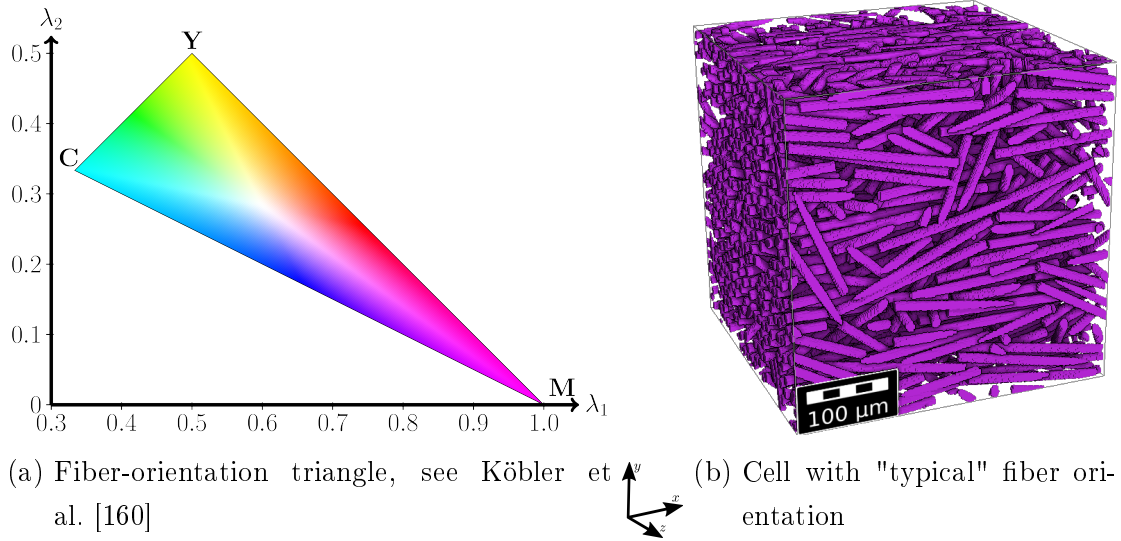 λ₂
Y
0.5
0.4
C
0.3
0.2
0.1
M
0
λ₁
0.3 0.4 0.5 0.6 0.7 0.8 0.9 1.0
100 µm
(a) Fiber-orientation triangle, see Köbler et
al. [160]
y
x
z
(b) Cell with "typical" fiber ori-
entation